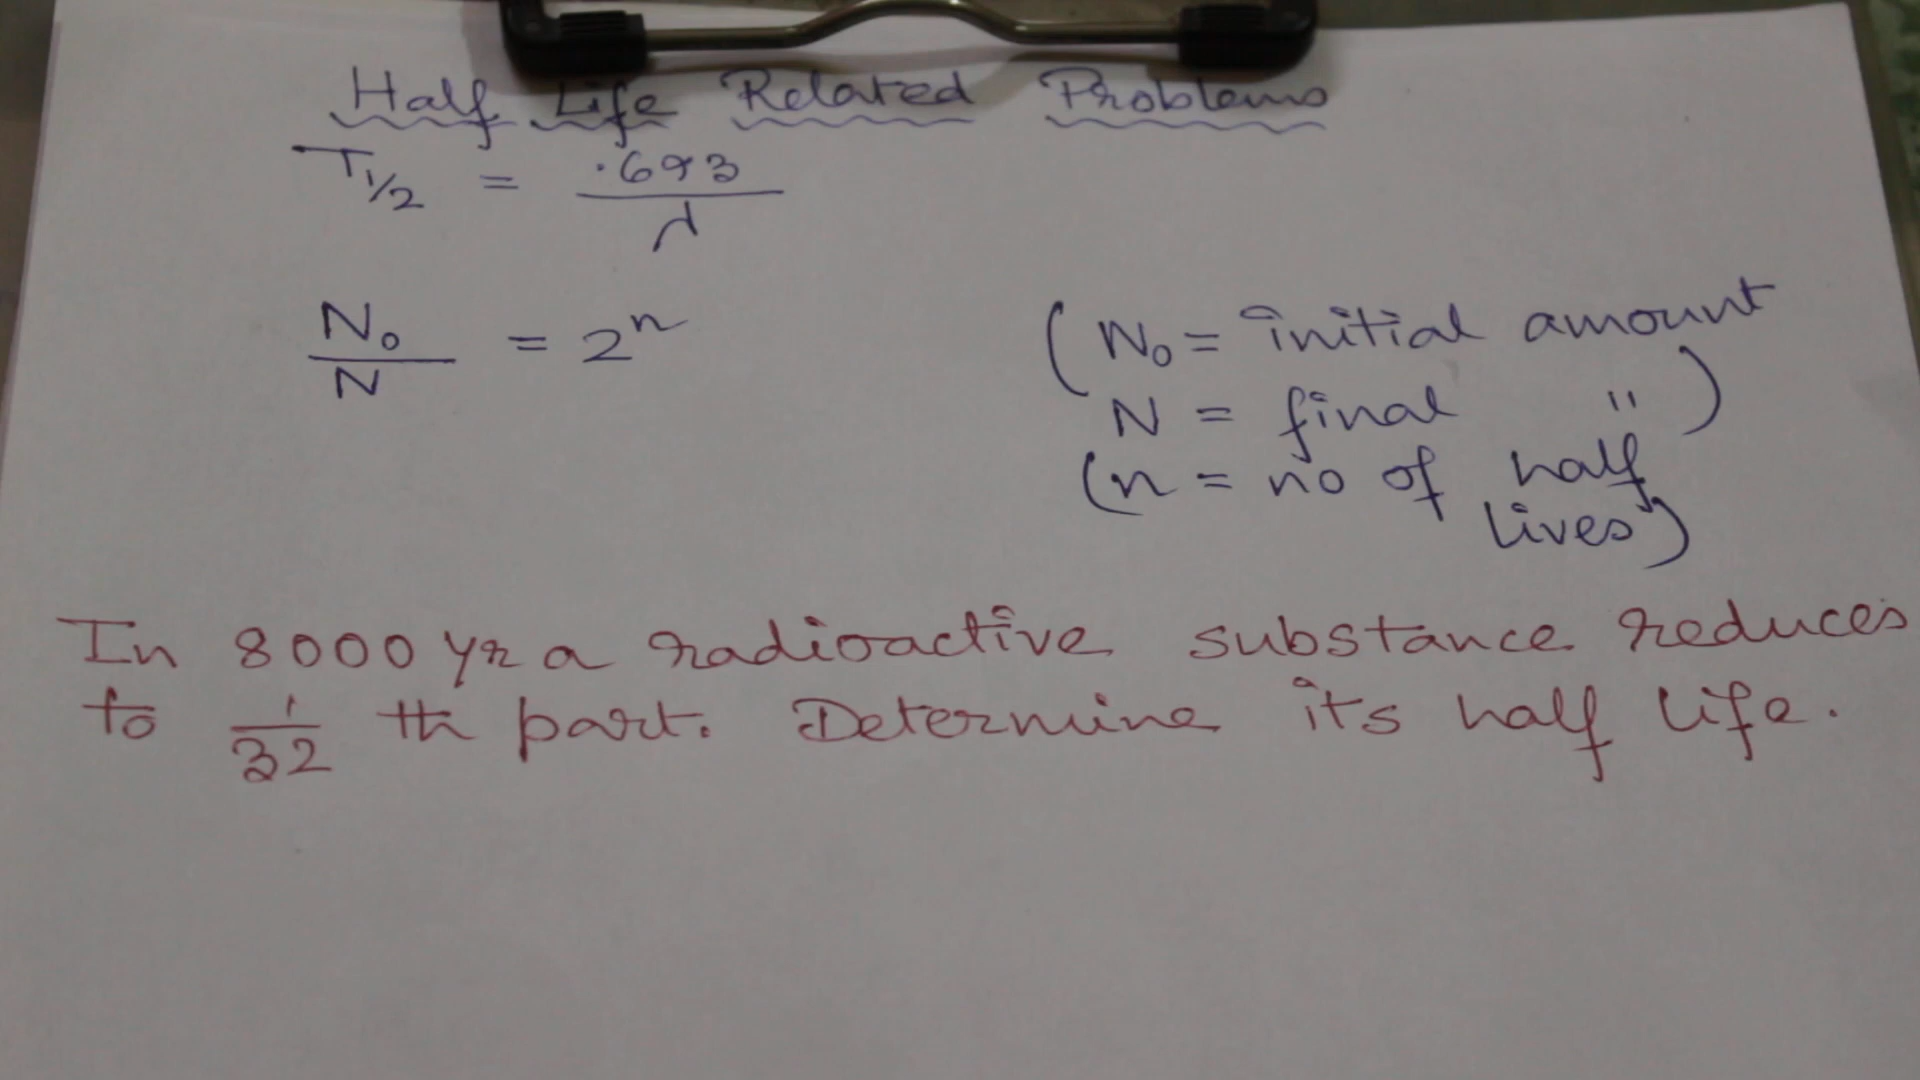 Half Life Related Problems
T1/2 = .693/λ
N₀/N = 2ⁿ
(N₀ = initial amount
N = final ")
(n = no of half
lives)
In 8000 yr a radioactive substance reduces
to 1/32 th part. Determine its half life.